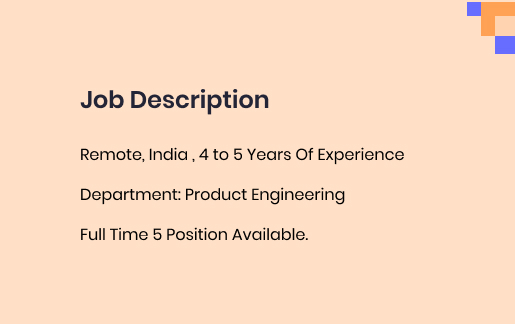 Job Description
Remote, India , 4 to 5 Years Of Experience
Department: Product Engineering
Full Time 5 Position Available.